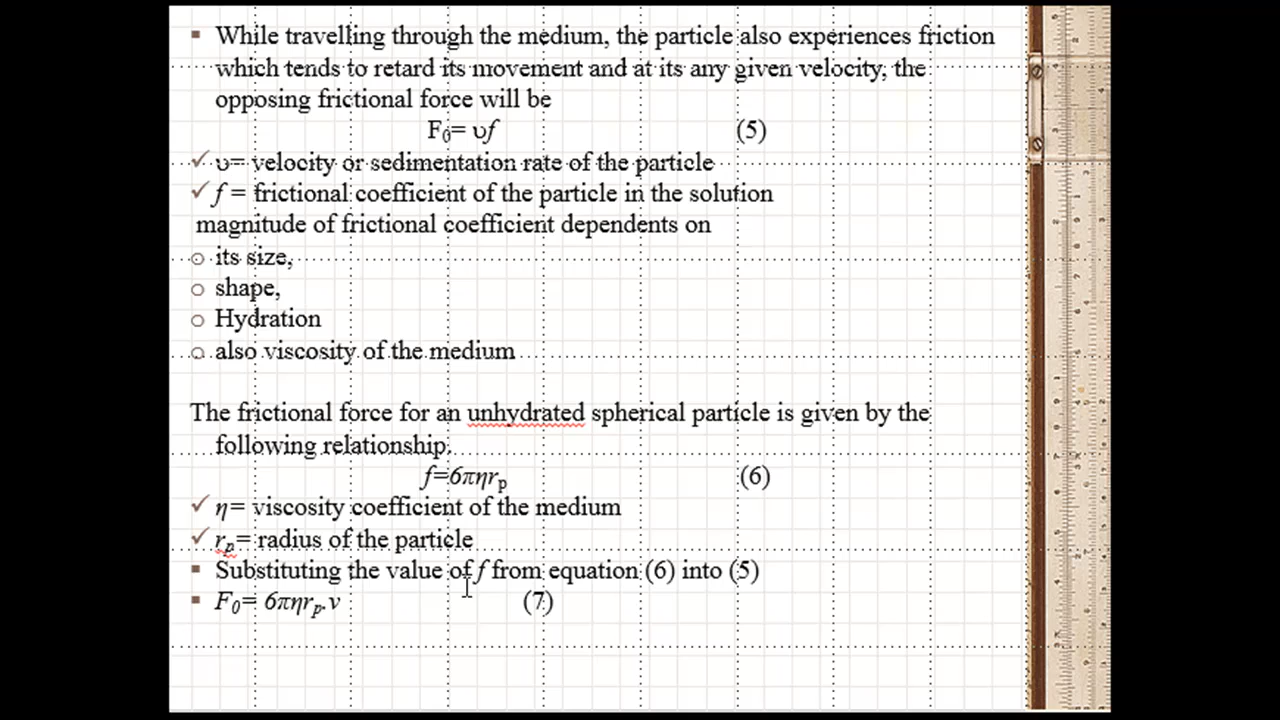 ▪ While travelling through the medium, the particle also experiences friction
which tends to retard its movement and at its any given velocity, the
opposing frictional force will be
F₀= υf (5)
✓ υ= velocity or sedimentation rate of the particle
✓ f = frictional coefficient of the particle in the solution
magnitude of frictional coefficient dependents on
○ its size,
○ shape,
○ Hydration
○ also viscosity of the medium
The frictional force for an unhydrated spherical particle is given by the
following relationship.
f=6πηrₚ (6)
✓ η= viscosity coefficient of the medium
✓ rₚ= radius of the particle
▪ Substituting the value of f from equation (6) into (5)
▪ F₀= 6πηrₚ.v (7)